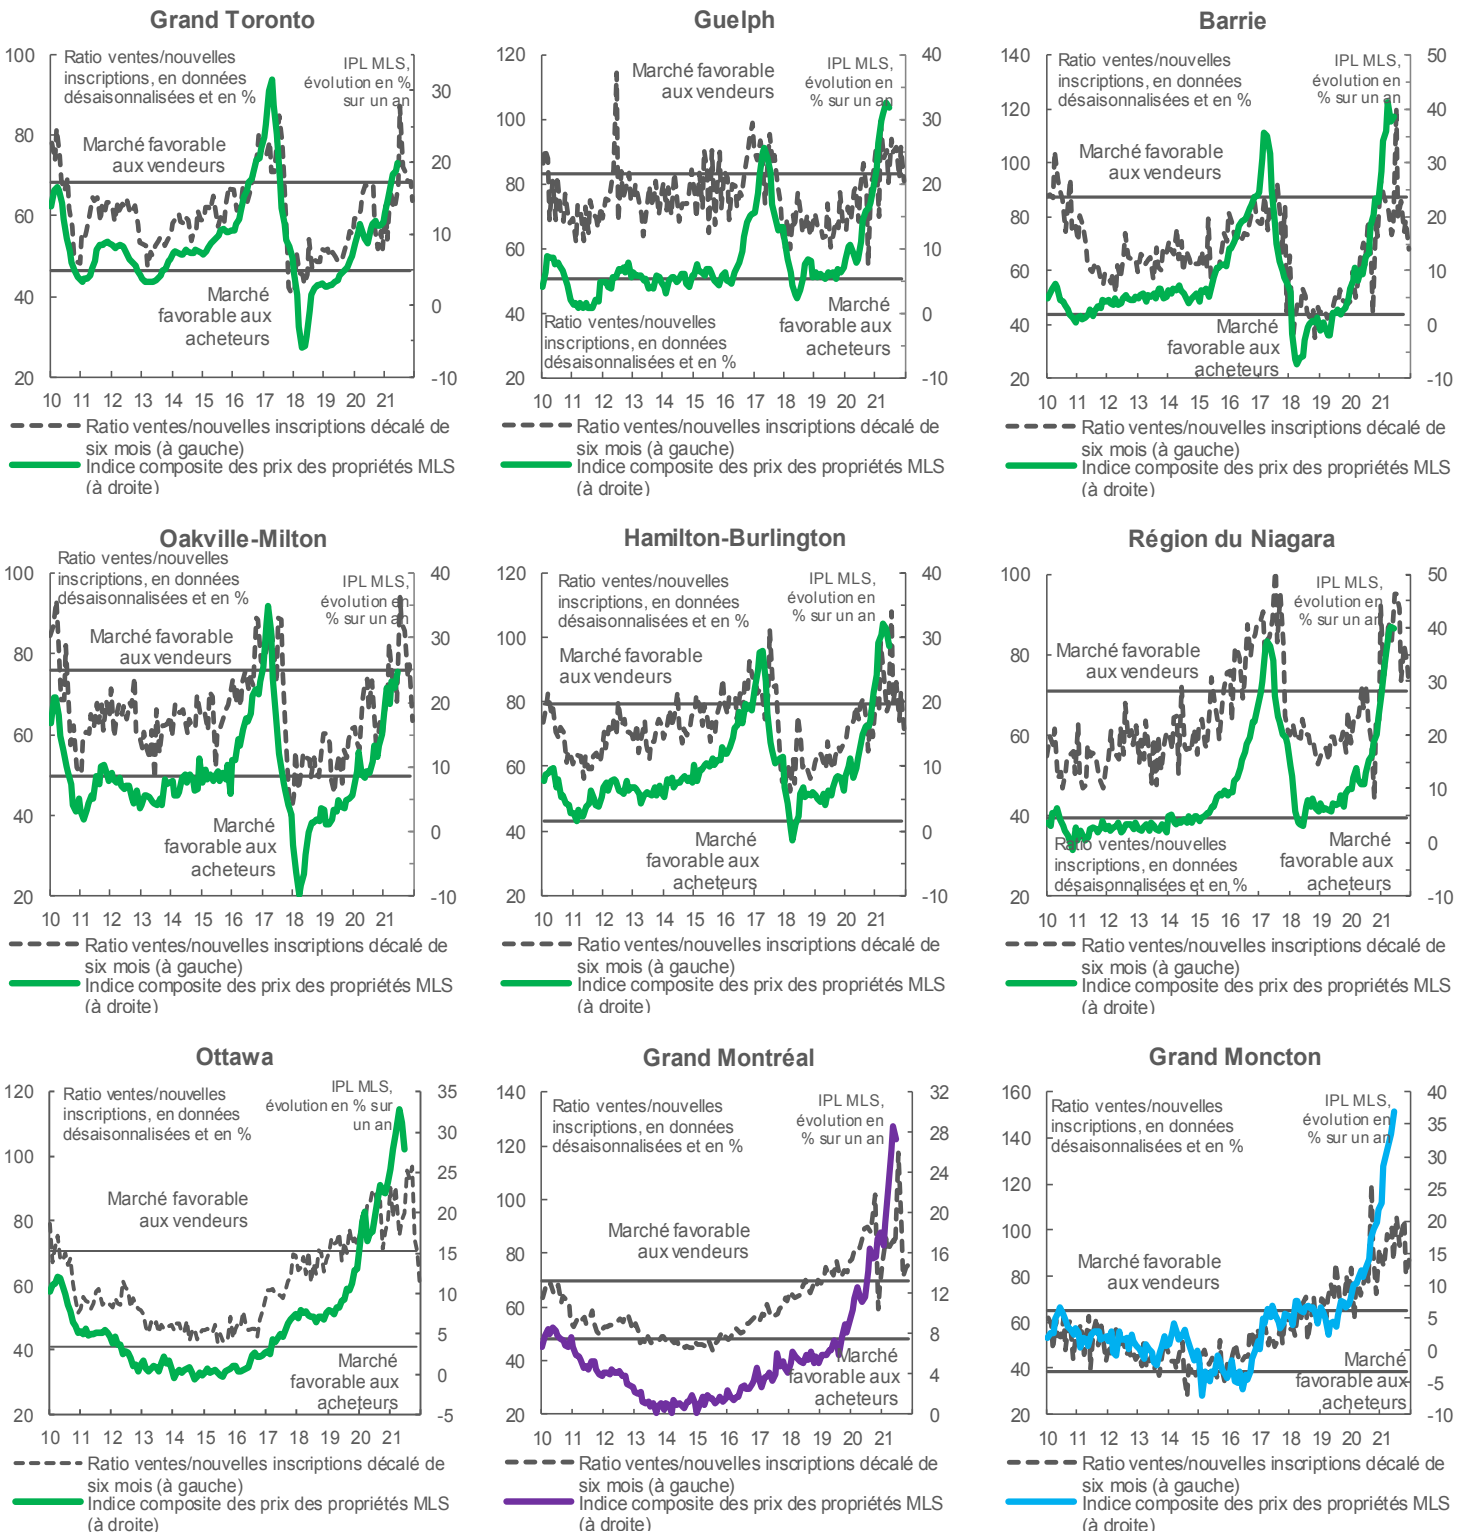 Grand Toronto
Ratio ventes/nouvelles
inscriptions, en données
désaisonnalisées et en %
IPL MLS,
évolution en %
sur un an
Marché favorable
aux vendeurs
Marché
favorable aux
acheteurs
100
80
60
40
20
30
20
10
0
-10
10 11 12 13 14 15 16 17 18 19 20 21
Ratio ventes/nouvelles inscriptions décalé de
six mois (à gauche)
Indice composite des prix des propriétés MLS
(à droite)
Guelph
Marché favorable
aux vendeurs
IPL MLS,
évolution en
% sur un an
Ratio ventes/nouvelles
inscriptions, en données
désaisonnalisées et en %
Marché
favorable aux
acheteurs
120
100
80
60
40
20
40
30
20
10
0
-10
10 11 12 13 14 15 16 17 18 19 20 21
Ratio ventes/nouvelles inscriptions décalé de
six mois (à gauche)
Indice composite des prix des propriétés MLS
(à droite)
Barrie
Ratio ventes/nouvelles
inscriptions, en données
désaisonnalisées et en %
IPL MLS,
évolution en
% sur un an
Marché favorable
aux vendeurs
Marché
favorable aux
acheteurs
140
120
100
80
60
40
20
50
40
30
20
10
0
-10
10 11 12 13 14 15 16 17 18 19 20 21
Ratio ventes/nouvelles inscriptions décalé de
six mois (à gauche)
Indice composite des prix des propriétés MLS
(à droite)
Oakville-Milton
Ratio ventes/nouvelles
inscriptions, en données
désaisonnalisées et en %
IPL MLS,
évolution en
% sur un an
Marché favorable
aux vendeurs
Marché
favorable aux
acheteurs
100
80
60
40
20
40
30
20
10
0
-10
10 11 12 13 14 15 16 17 18 19 20 21
Ratio ventes/nouvelles inscriptions décalé de
six mois (à gauche)
Indice composite des prix des propriétés MLS
(à droite)
Hamilton-Burlington
Ratio ventes/nouvelles
inscriptions, en données
désaisonnalisées et en %
IPL MLS,
évolution en
% sur un an
Marché favorable
aux vendeurs
Marché
favorable aux
acheteurs
120
100
80
60
40
20
40
30
20
10
0
-10
10 11 12 13 14 15 16 17 18 19 20 21
Ratio ventes/nouvelles inscriptions décalé de
six mois (à gauche)
Indice composite des prix des propriétés MLS
(à droite)
Région du Niagara
IPL MLS,
évolution en
% sur un an
Marché favorable
aux vendeurs
Ratio ventes/nouvelles
inscriptions, en données
désaisonnalisées et en %
Marché
favorable aux
acheteurs
100
80
60
40
20
50
40
30
20
10
0
-10
10 11 12 13 14 15 16 17 18 19 20 21
Ratio ventes/nouvelles inscriptions décalé de
six mois (à gauche)
Indice composite des prix des propriétés MLS
(à droite)
Ottawa
Ratio ventes/nouvelles
inscriptions, en données
désaisonnalisées et en %
IPL MLS,
évolution en % sur
un an
Marché favorable
aux vendeurs
Marché
favorable aux
acheteurs
120
100
80
60
40
20
35
30
25
20
15
10
5
0
-5
10 11 12 13 14 15 16 17 18 19 20 21
Ratio ventes/nouvelles inscriptions décalé de
six mois (à gauche)
Indice composite des prix des propriétés MLS
(à droite)
Grand Montréal
Ratio ventes/nouvelles
inscriptions, en données
désaisonnalisées et en %
IPL MLS,
évolution en
% sur un an
Marché favorable
aux vendeurs
Marché
favorable aux
acheteurs
140
120
100
80
60
40
20
32
28
24
20
16
12
8
4
0
10 11 12 13 14 15 16 17 18 19 20 21
Ratio ventes/nouvelles inscriptions décalé de
six mois (à gauche)
Indice composite des prix des propriétés MLS
(à droite)
Grand Moncton
Ratio ventes/nouvelles
inscriptions, en données
désaisonnalisées et en %
IPL MLS,
évolution en
% sur un an
Marché favorable
aux vendeurs
Marché
favorable aux
acheteurs
160
140
120
100
80
60
40
20
40
35
30
25
20
15
10
5
0
-5
-10
10 11 12 13 14 15 16 17 18 19 20 21
Ratio ventes/nouvelles inscriptions décalé de
six mois (à gauche)
Indice composite des prix des propriétés MLS
(à droite)